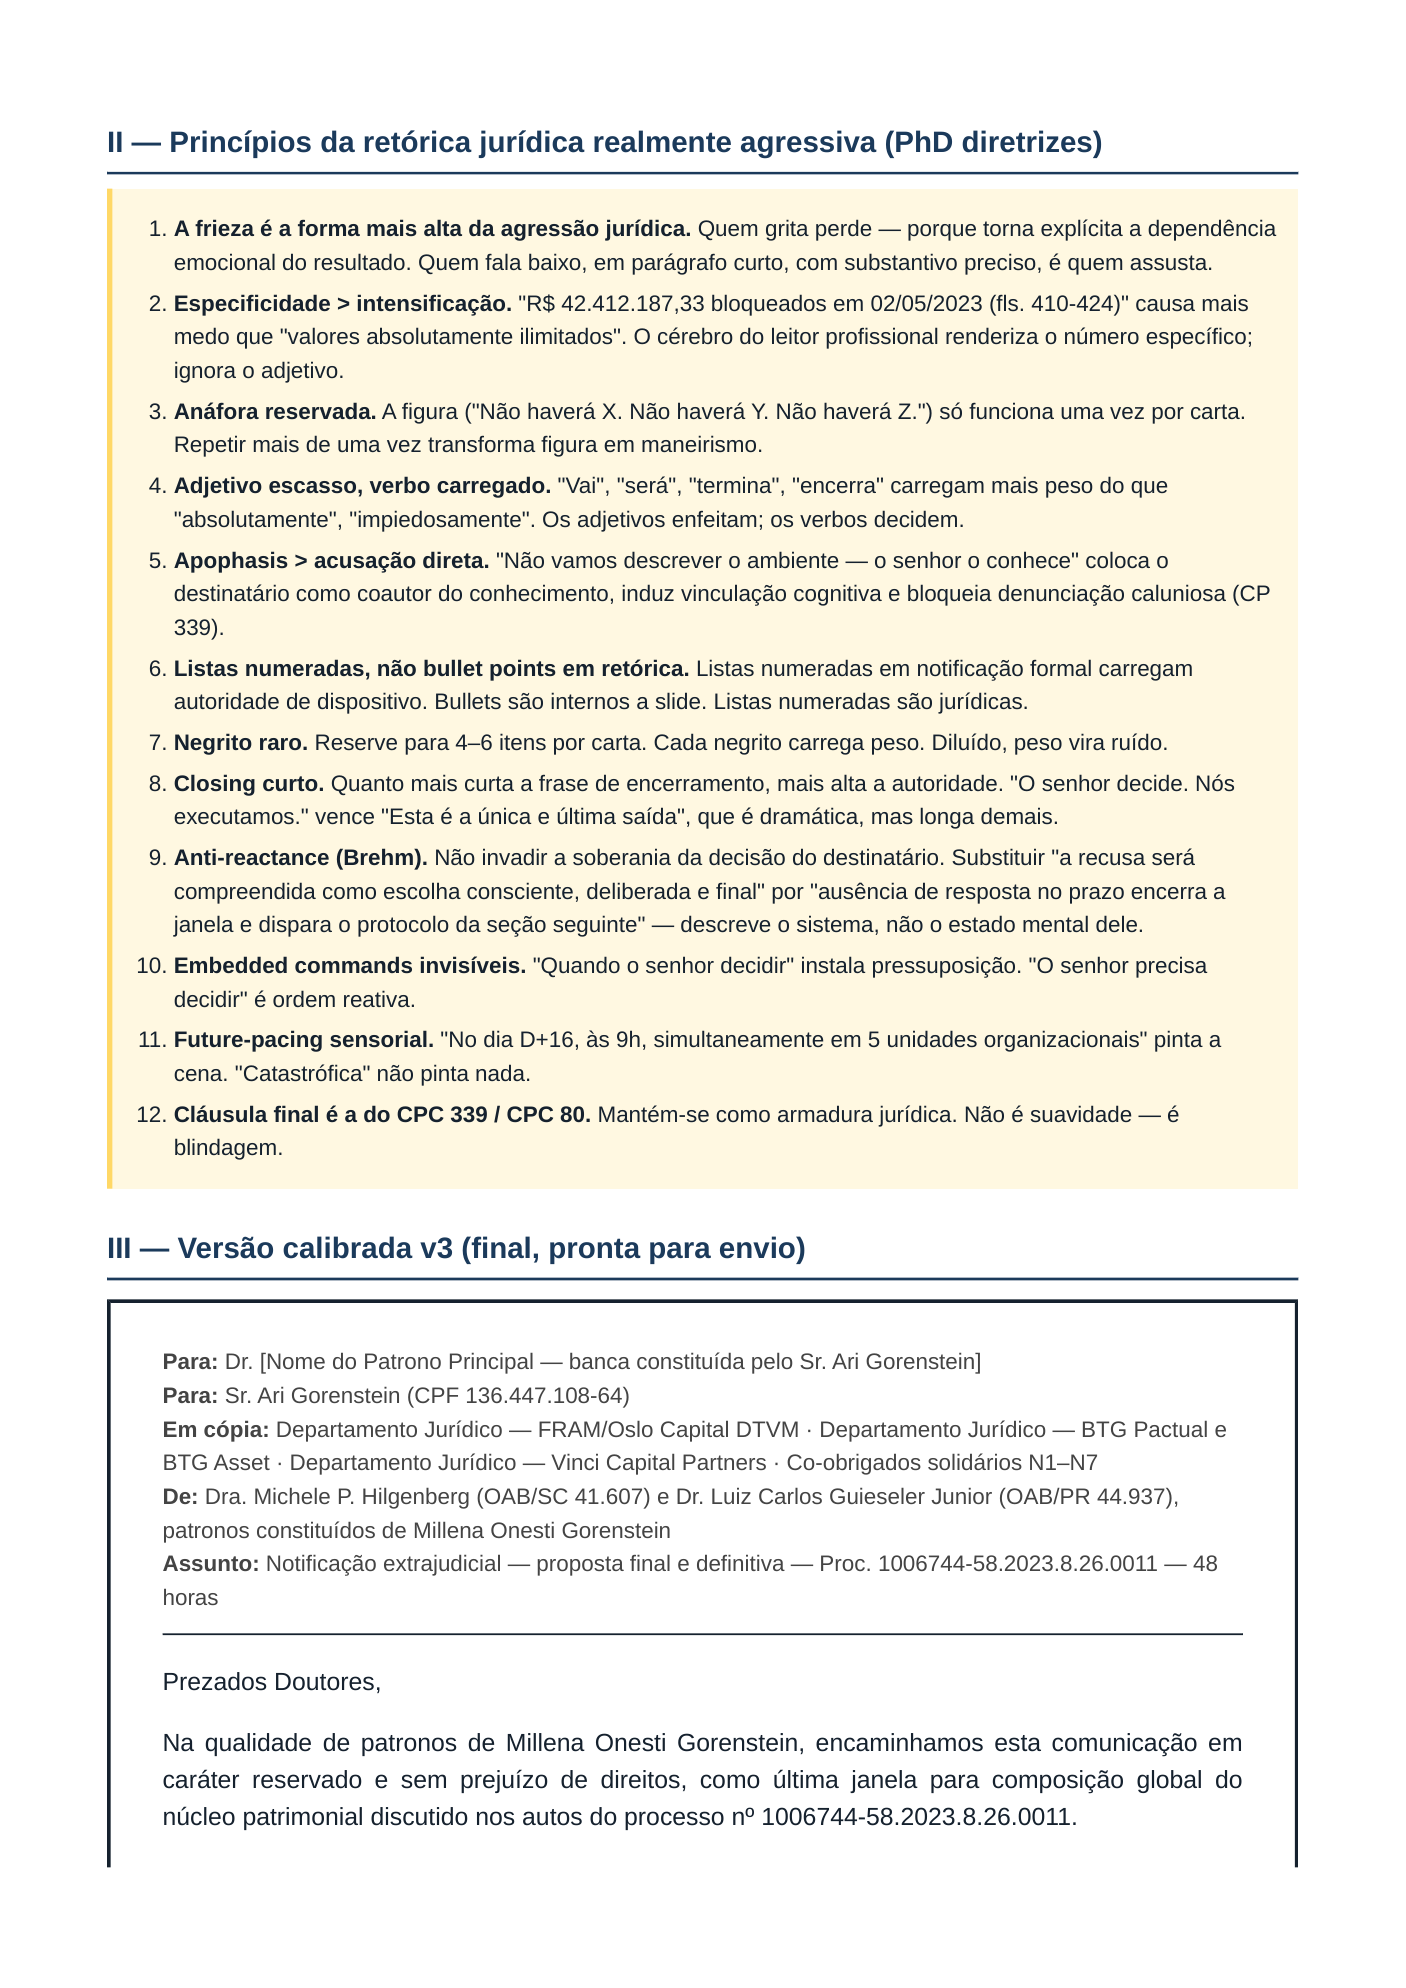 II — Princípios da retórica jurídica realmente agressiva (PhD diretrizes)
1. A frieza é a forma mais alta da agressão jurídica. Quem grita perde — porque torna explícita a dependência
emocional do resultado. Quem fala baixo, em parágrafo curto, com substantivo preciso, é quem assusta.
2. Especificidade > intensificação. "R$ 42.412.187,33 bloqueados em 02/05/2023 (fls. 410-424)" causa mais
medo que "valores absolutamente ilimitados". O cérebro do leitor profissional renderiza o número específico;
ignora o adjetivo.
3. Anáfora reservada. A figura ("Não haverá X. Não haverá Y. Não haverá Z.") só funciona uma vez por carta.
Repetir mais de uma vez transforma figura em maneirismo.
4. Adjetivo escasso, verbo carregado. "Vai", "será", "termina", "encerra" carregam mais peso do que
"absolutamente", "impiedosamente". Os adjetivos enfeitam; os verbos decidem.
5. Apophasis > acusação direta. "Não vamos descrever o ambiente — o senhor o conhece" coloca o
destinatário como coautor do conhecimento, induz vinculação cognitiva e bloqueia denunciação caluniosa (CP
339).
6. Listas numeradas, não bullet points em retórica. Listas numeradas em notificação formal carregam
autoridade de dispositivo. Bullets são internos a slide. Listas numeradas são jurídicas.
7. Negrito raro. Reserve para 4–6 itens por carta. Cada negrito carrega peso. Diluído, peso vira ruído.
8. Closing curto. Quanto mais curta a frase de encerramento, mais alta a autoridade. "O senhor decide. Nós
executamos." vence "Esta é a única e última saída", que é dramática, mas longa demais.
9. Anti-reactance (Brehm). Não invadir a soberania da decisão do destinatário. Substituir "a recusa será
compreendida como escolha consciente, deliberada e final" por "ausência de resposta no prazo encerra a
janela e dispara o protocolo da seção seguinte" — descreve o sistema, não o estado mental dele.
10. Embedded commands invisíveis. "Quando o senhor decidir" instala pressuposição. "O senhor precisa
decidir" é ordem reativa.
11. Future-pacing sensorial. "No dia D+16, às 9h, simultaneamente em 5 unidades organizacionais" pinta a
cena. "Catastrófica" não pinta nada.
12. Cláusula final é a do CPC 339 / CPC 80. Mantém-se como armadura jurídica. Não é suavidade — é
blindagem.
III — Versão calibrada v3 (final, pronta para envio)
Para: Dr. [Nome do Patrono Principal — banca constituída pelo Sr. Ari Gorenstein]
Para: Sr. Ari Gorenstein (CPF 136.447.108-64)
Em cópia: Departamento Jurídico — FRAM/Oslo Capital DTVM · Departamento Jurídico — BTG Pactual e
BTG Asset · Departamento Jurídico — Vinci Capital Partners · Co-obrigados solidários N1–N7
De: Dra. Michele P. Hilgenberg (OAB/SC 41.607) e Dr. Luiz Carlos Guieseler Junior (OAB/PR 44.937),
patronos constituídos de Millena Onesti Gorenstein
Assunto: Notificação extrajudicial — proposta final e definitiva — Proc. 1006744-58.2023.8.26.0011 — 48
horas
Prezados Doutores,
Na qualidade de patronos de Millena Onesti Gorenstein, encaminhamos esta comunicação em
caráter reservado e sem prejuízo de direitos, como última janela para composição global do
núcleo patrimonial discutido nos autos do processo nº 1006744-58.2023.8.26.0011.